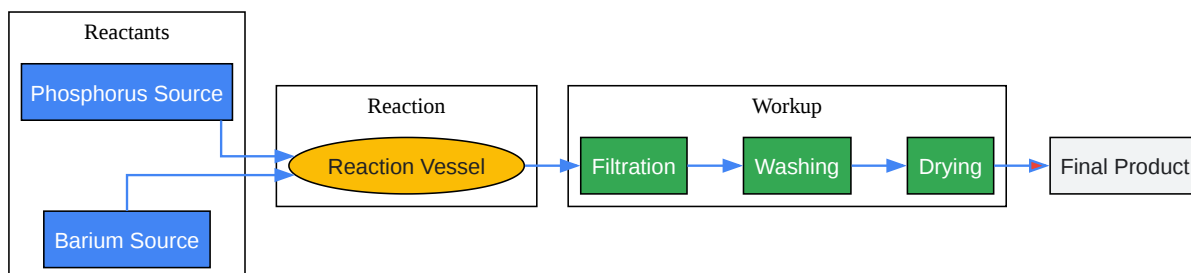 Reactants
Phosphorus Source
Barium Source
Reaction
Reaction Vessel
Workup
Filtration
Washing
Drying
Final Product